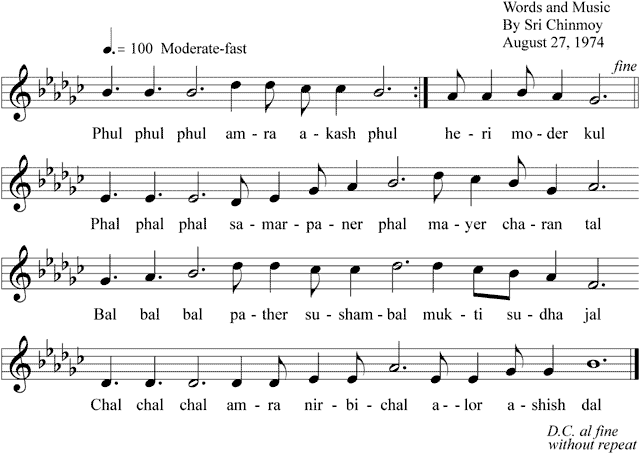 Words and Music
By Sri Chinmoy
August 27, 1974
= 100 Moderate-fast
fine
Phul phul phul am - ra a - kash phul he - ri mo - der kul
Phal phal phal sa - mar - pa - ner phal ma - yer cha - ran tal
Bal bal bal pa - ther su - sham - bal muk - ti su - dha jal
Chal chal chal am - ra nir - bi - chal a - lor a - shish dal
D.C. al fine
without repeat